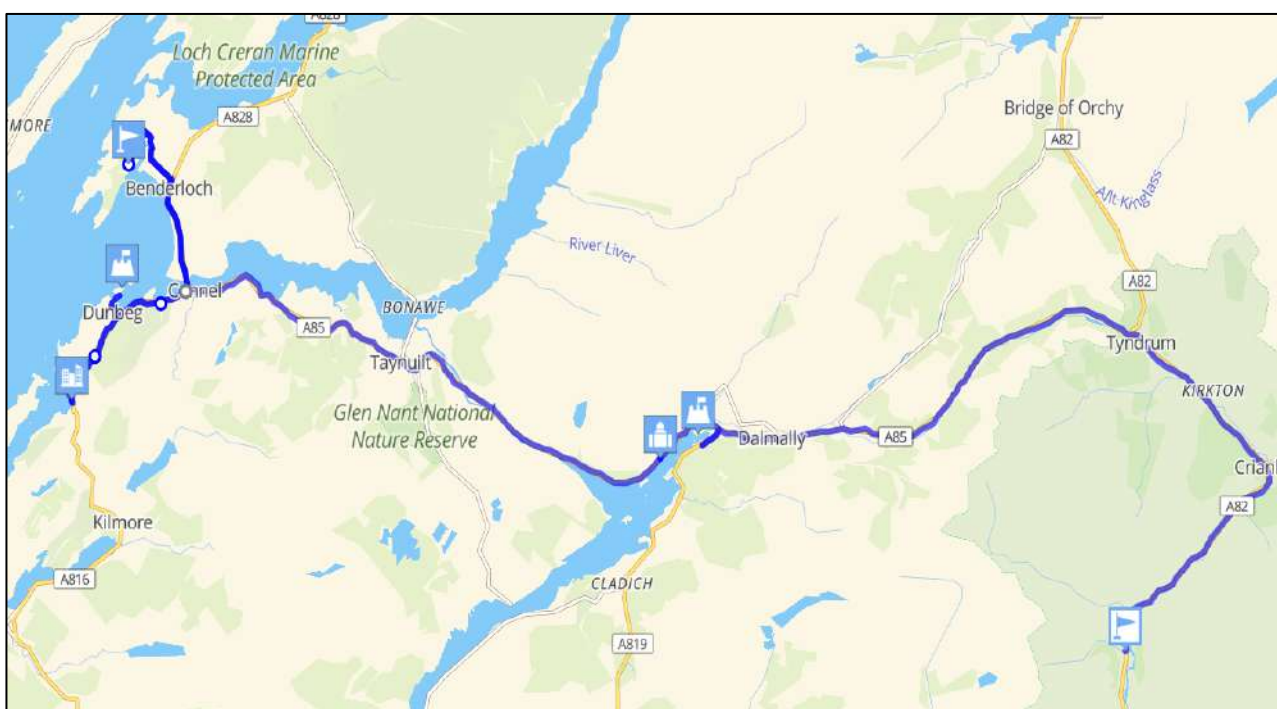 Loch Creran Marine
Protected Area
A828
A828
MORE
Benderloch
Bridge of Orchy
A82
Allt Kinglass
River Liver
A82
Connel
Dunbeg
BONAWE
A85
Taynuilt
Tyndrum
KIRKTON
Glen Nant National
Nature Reserve
Dalmally
A85
Crianl
A82
Kilmore
A816
CLADICH
A819